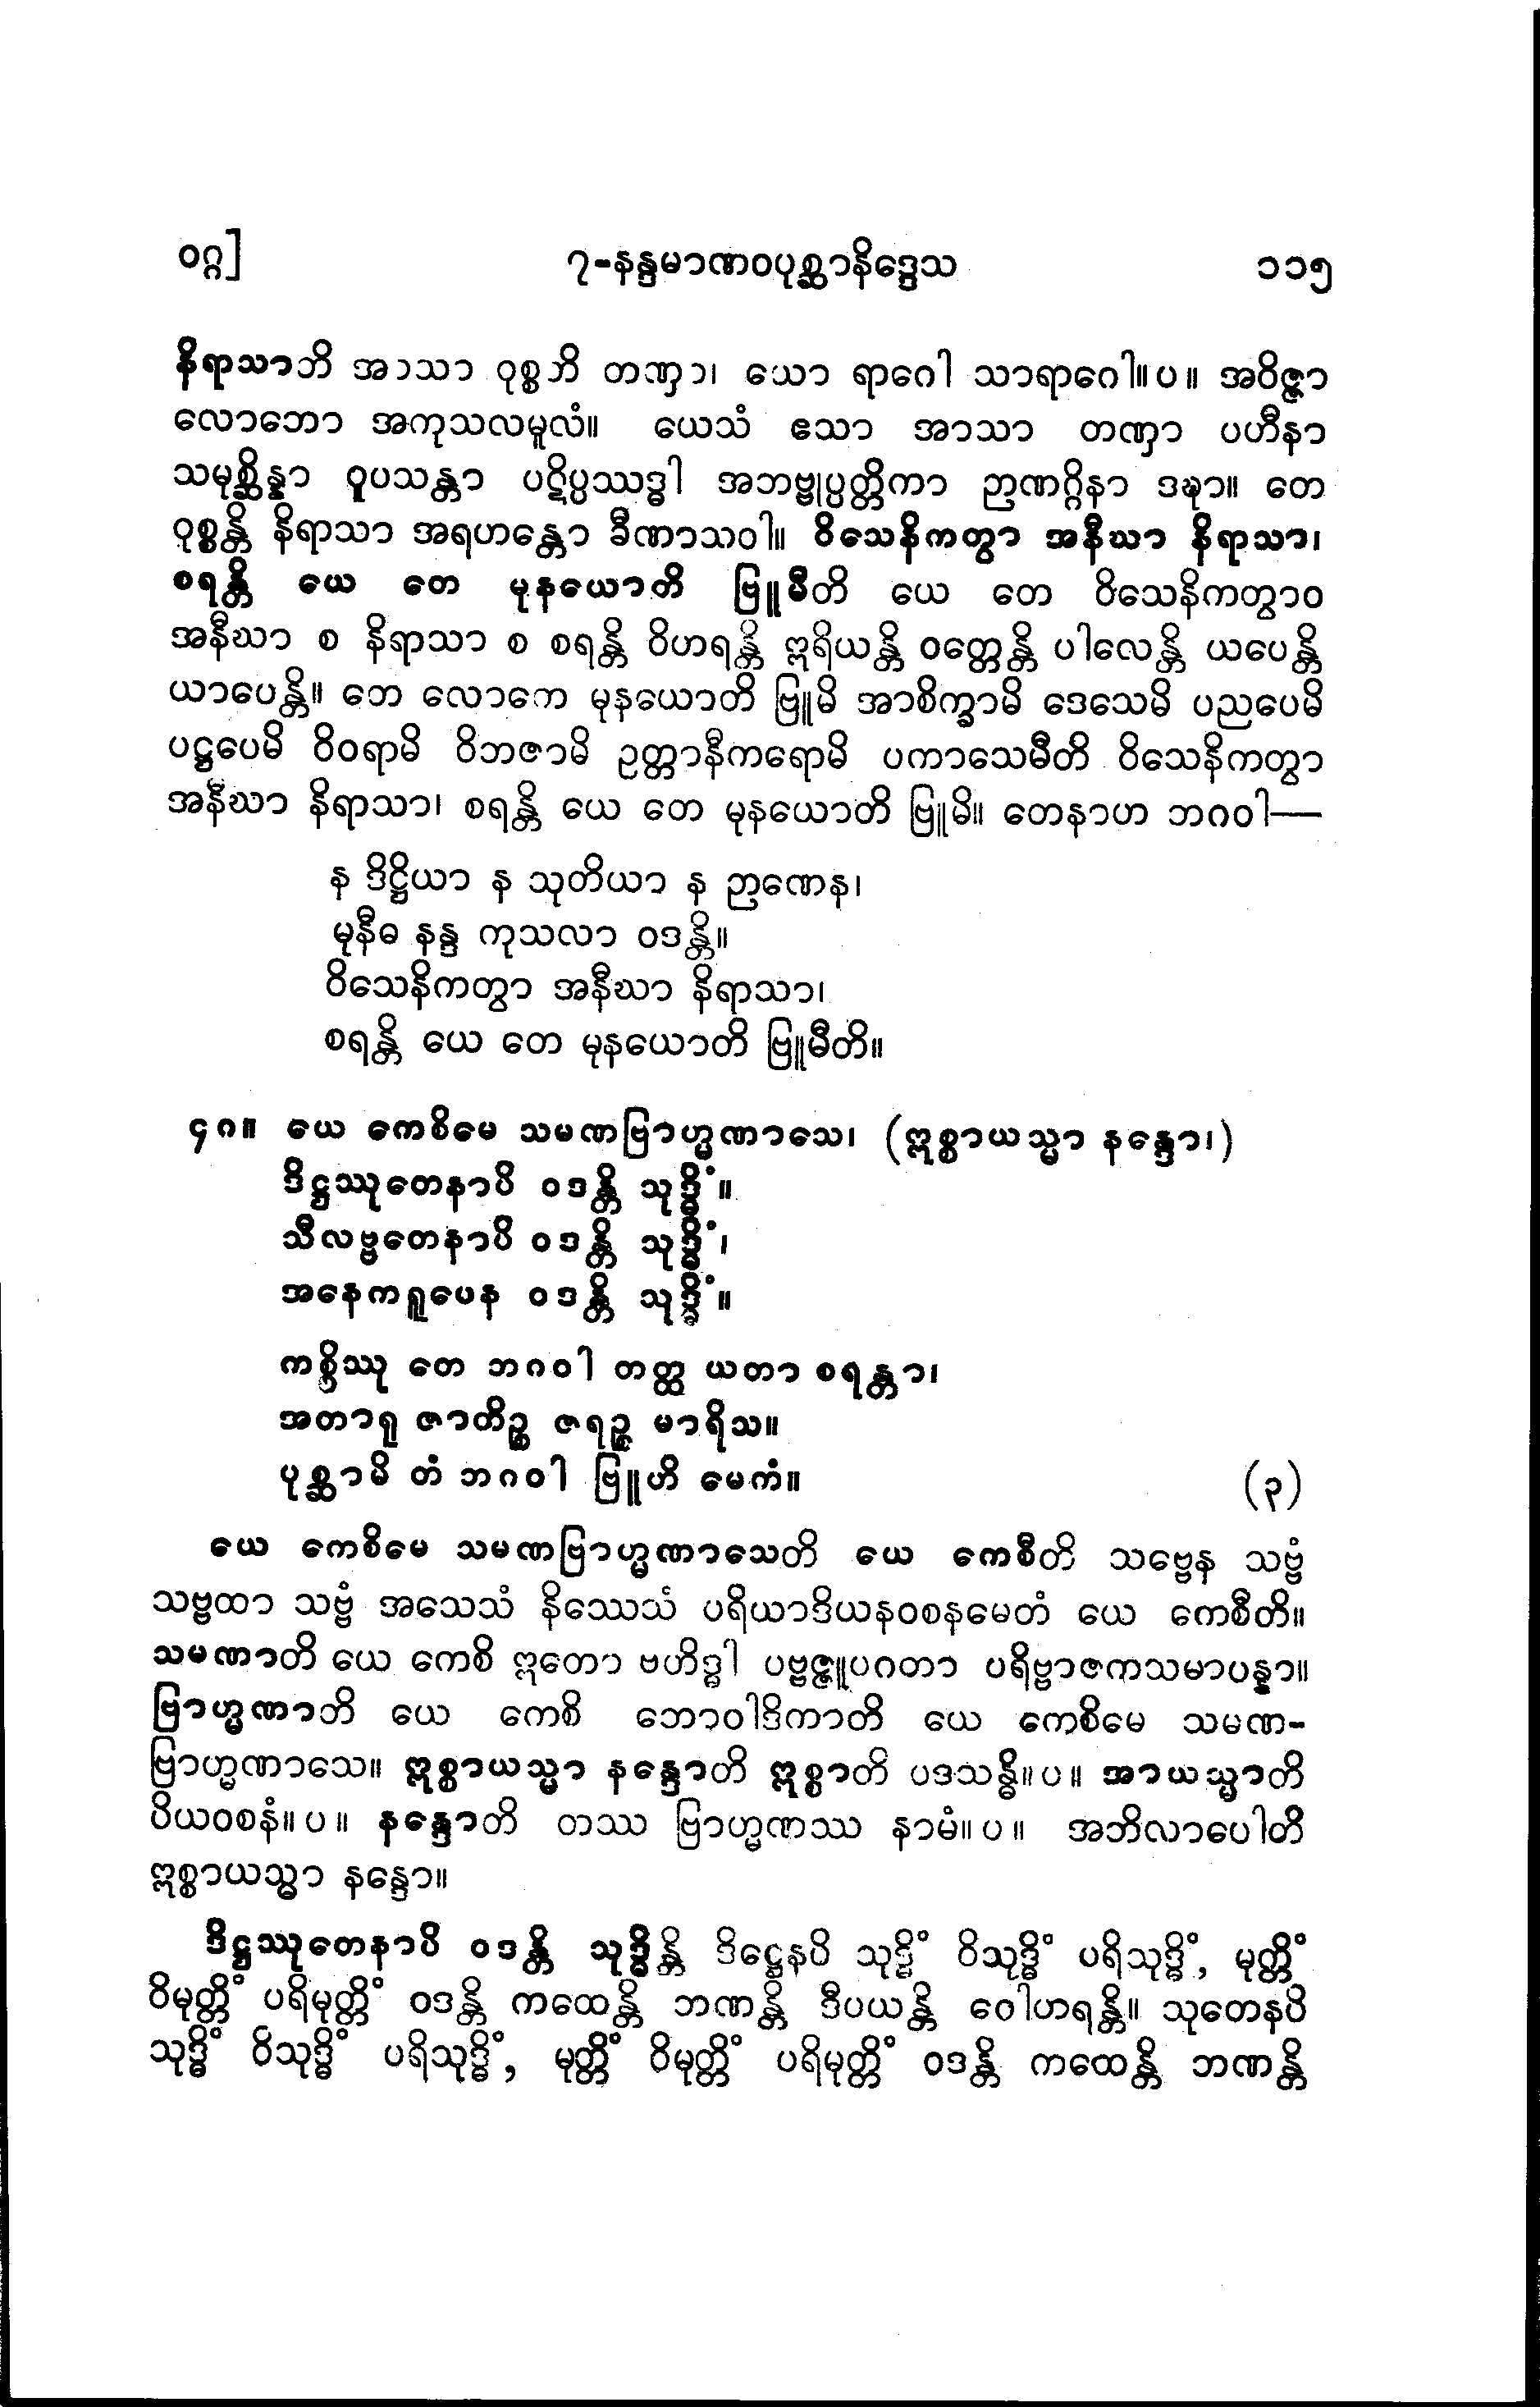 ဝဂ္ဂ] ၇-နန္ဒမာဏဝပုစ္ဆာနိဒ္ဒေသ ၁၁၅
နိရာသာတိ အာသာ ဝုစ္စတိ တဏှာ၊ ယော ရာဂေါ သာရာဂေါ။ပ။ အဝိဇ္ဇာ
လောဘော အကုသလမူလံ။ ယေသံ ဧသာ အာသာ တဏှာ ပဟီနာ
သမုစ္ဆိန္နာ ဝူပသန္တာ ပဋိပ္ပဿဒ္ဓါ အဘဗ္ဗုပ္ပတ္တိကာ ဉာဏဂ္ဂိနာ ဒဍ္ဎာ။ တေ
ဝုစ္စန္တိ နိရာသာ အရဟန္တော ခီဏာသဝါ။ ဝိသေနိကတွာ အနီဃာ နိရာသာ၊
စရန္တိ ယေ တေ မုနယောတိ ဗြူမီတိ ယေ တေ ဝိသေနိကတွာဝ
အနီဃာ စ နိရာသာ စ စရန္တိ ဝိဟရန္တိ ဣရိယန္တိ ဝတ္တေန္တိ ပါလေန္တိ ယပေန္တိ
ယာပေန္တိ။ တေ လောကေ မုနယောတိ ဗြူမိ အာစိက္ခာမိ ဒေသေမိ ပညပေမိ
ပဋ္ဌပေမိ ဝိဝရာမိ ဝိဘဇာမိ ဥတ္တာနီကရောမိ ပကာသေမီတိ ဝိသေနိကတွာ
အနီဃာ နိရာသာ၊ စရန္တိ ယေ တေ မုနယောတိ ဗြူမိ။ တေနာဟ ဘဂဝါ—
န ဒိဋ္ဌိယာ န သုတိယာ န ဉာဏေန၊
မုနီဓ နန္ဒ ကုသလာ ဝဒန္တိ။
ဝိသေနိကတွာ အနီဃာ နိရာသာ၊
စရန္တိ ယေ တေ မုနယောတိ ဗြူမီတိ။
၄၈။ ယေ ကေစိမေ သမဏဗြာဟ္မဏာသေ၊ (ဣစ္စာယသ္မာ နန္ဒော၊)
ဒိဋ္ဌဿုတေနာပိ ဝဒန္တိ သုဒ္ဓိံ။
သီလဗ္ဗတေနာပိ ဝဒန္တိ သုဒ္ဓိံ၊
အနေကရူပေန ဝဒန္တိ သုဒ္ဓိံ။
ကစ္စိဿု တေ ဘဂဝါ တတ္ထ ယတာ စရန္တာ၊
အတာရု ဇာတိဉ္စ ဇရဉ္စ မာရိသ။
ပုစ္ဆာမိ တံ ဘဂဝါ ဗြူဟိ မေကံ။ (၃)
ယေ ကေစိမေ သမဏဗြာဟ္မဏာသေတိ ယေ ကေစီတိ သဗ္ဗေန သဗ္ဗံ
သဗ္ဗထာ သဗ္ဗံ အသေသံ နိဿေသံ ပရိယာဒိယနဝစနမေတံ ယေ ကေစီတိ။
သမဏာတိ ယေ ကေစိ ဣတော ဗဟိဒ္ဓါ ပဗ္ဗဇ္ဇူပဂတာ ပရိဗ္ဗာဇကသမာပန္နာ။
ဗြာဟ္မဏာတိ ယေ ကေစိ ဘောဝါဒိကာတိ ယေ ကေစိမေ သမဏ-
ဗြာဟ္မဏာသေ။ ဣစ္စာယသ္မာ နန္ဒောတိ ဣစ္စာတိ ပဒသန္ဓိ။ပ။ အာယသ္မာတိ
ပိယဝစနံ။ပ။ နန္ဒောတိ တဿ ဗြာဟ္မဏဿ နာမံ။ပ။ အဘိလာပေါတိ
ဣစ္စာယသ္မာ နန္ဒော။
ဒိဋ္ဌဿုတေနာပိ ဝဒန္တိ သုဒ္ဓိန္တိ ဒိဋ္ဌေနပိ သုဒ္ဓိံ ဝိသုဒ္ဓိံ ပရိသုဒ္ဓိံ, မုတ္တိံ
ဝိမုတ္တိံ ပရိမုတ္တိံ ဝဒန္တိ ကထေန္တိ ဘဏန္တိ ဒီပယန္တိ ဝေါဟရန္တိ။ သုတေနပိ
သုဒ္ဓိံ ဝိသုဒ္ဓိံ ပရိသုဒ္ဓိံ, မုတ္တိံ ဝိမုတ္တိံ ပရိမုတ္တိံ ဝဒန္တိ ကထေန္တိ ဘဏန္တိ